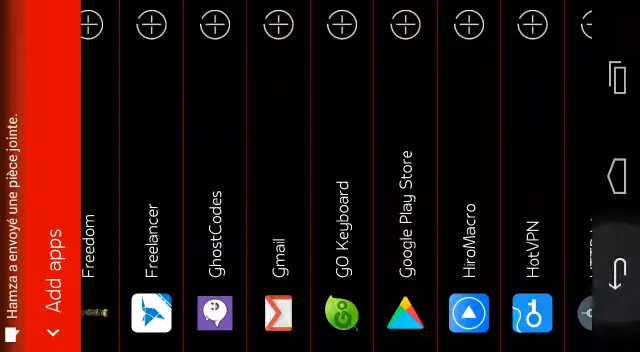 Hamza a envoyé une pièce jointe.
Add apps
Freedom
Freelancer
GhostCodes
Gmail
GO Keyboard
Google Play Store
HiroMacro
HotVPN